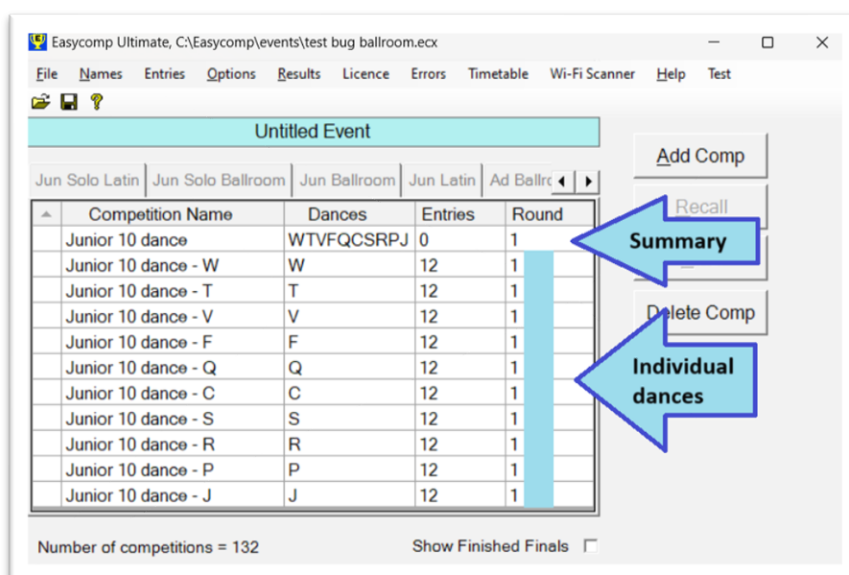 Easycomp Ultimate, C:\Easycomp\events\test bug ballroom.ecx
File Names Entries Options Results Licence Errors Timetable Wi-Fi Scanner Help Test
Untitled Event
Add Comp
Jun Solo Latin Jun Solo Ballroom Jun Ballroom Jun Latin Ad Ballro
Recall
Competition Name Dances Entries Round
Junior 10 dance WTVFQCSRPJ 0 1
Summary
Junior 10 dance - W W 12 1
Junior 10 dance - T T 12 1
Junior 10 dance - V V 12 1
Delete Comp
Junior 10 dance - F F 12 1
Junior 10 dance - Q Q 12 1
Individual
dances
Junior 10 dance - C C 12 1
Junior 10 dance - S S 12 1
Junior 10 dance - R R 12 1
Junior 10 dance - P P 12 1
Junior 10 dance - J J 12 1
Number of competitions = 132 Show Finished Finals